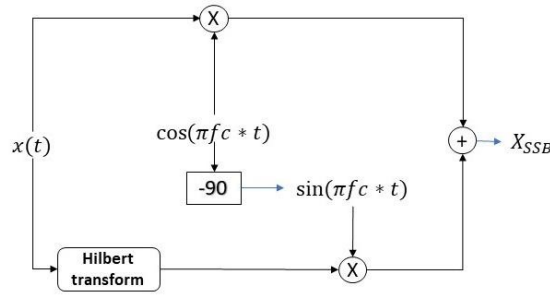 X
cos(πfc * t)
x(t)
+
X_SSB
-90
sin(πfc * t)
Hilbert
transform
X